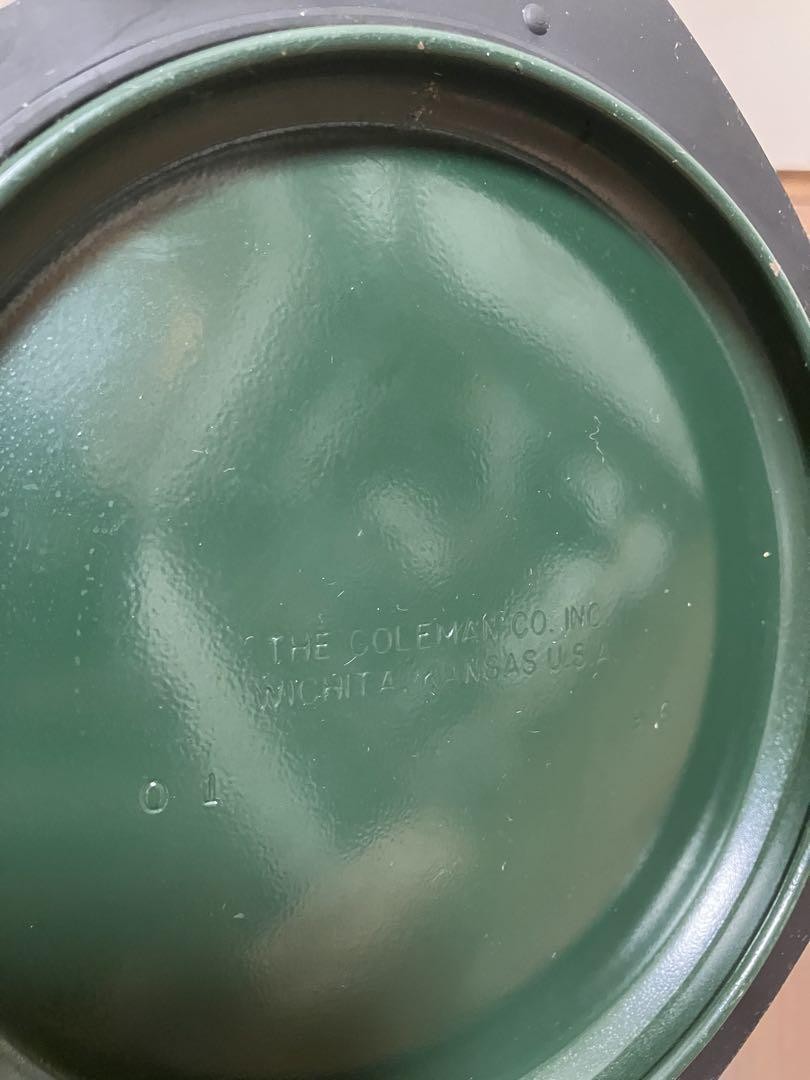 THE COLEMAN CO. INC
WICHITA, KANSAS U.S.A
0 1